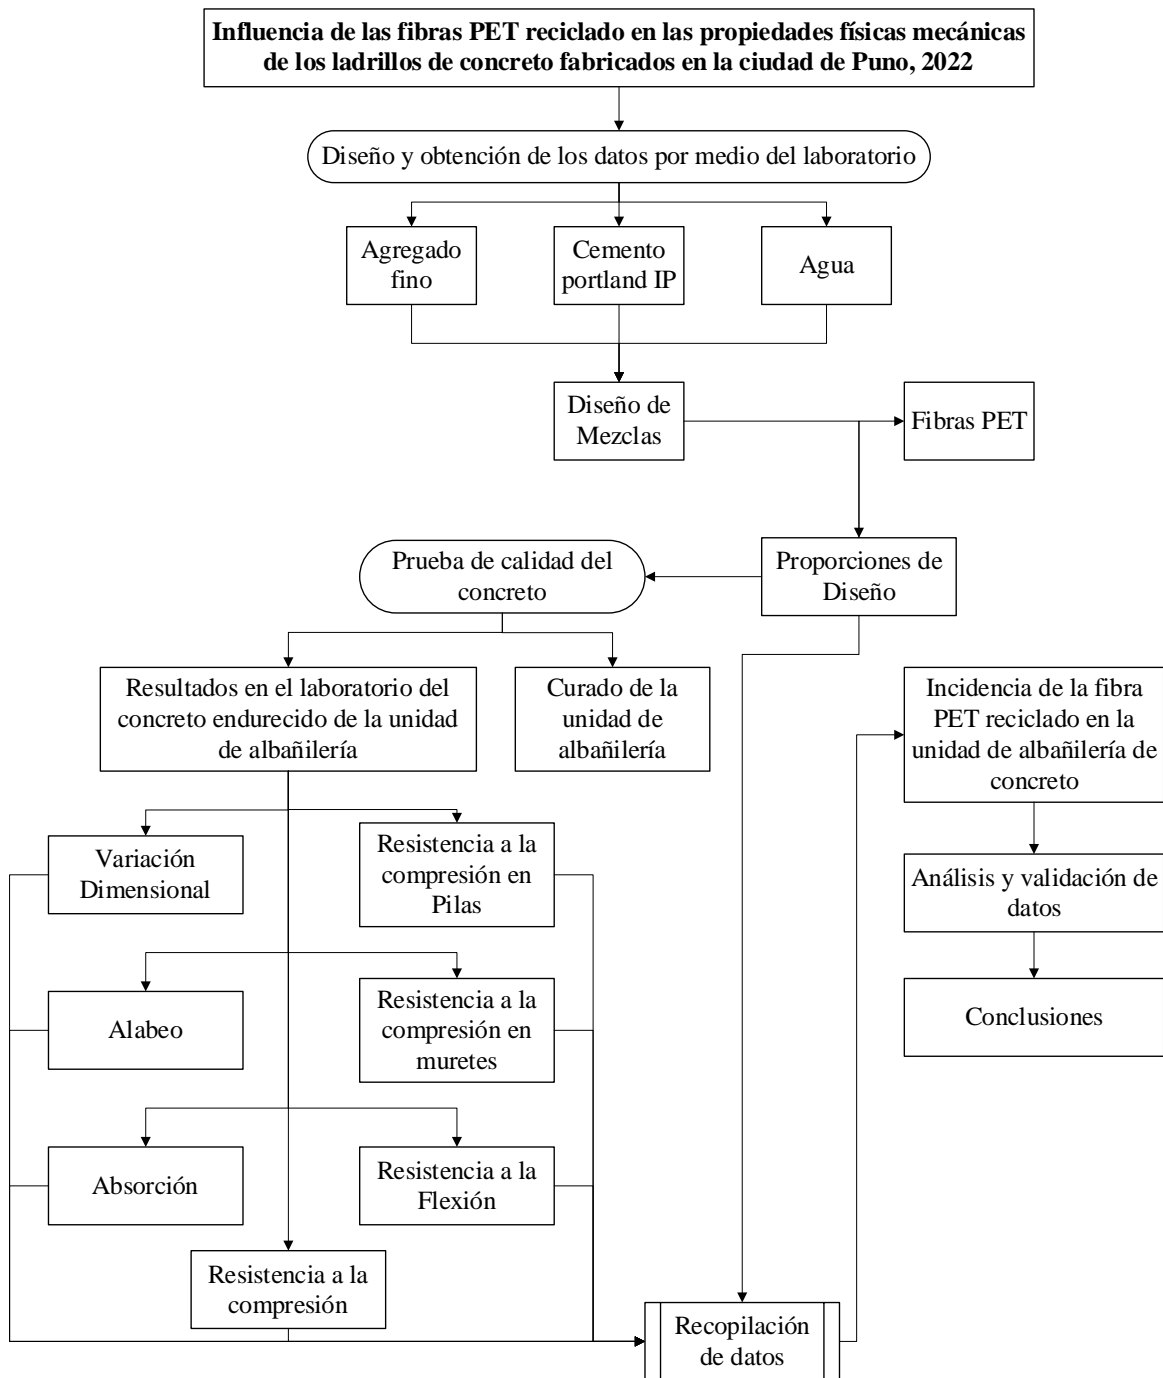 Influencia de las fibras PET reciclado en las propiedades físicas mecánicas
de los ladrillos de concreto fabricados en la ciudad de Puno, 2022
Diseño y obtención de los datos por medio del laboratorio
Agregado
fino
Cemento
portland IP
Agua
Diseño de
Mezclas
Fibras PET
Proporciones de
Diseño
Prueba de calidad del
concreto
Resultados en el laboratorio del
concreto endurecido de la unidad
de albañilería
Curado de la
unidad de
albañilería
Incidencia de la fibra
PET reciclado en la
unidad de albañilería de
concreto
Variación
Dimensional
Resistencia a la
compresión en
Pilas
Análisis y validación de
datos
Alabeo
Resistencia a la
compresión en
muretes
Conclusiones
Absorción
Resistencia a la
Flexión
Resistencia a la
compresión
Recopilación
de datos